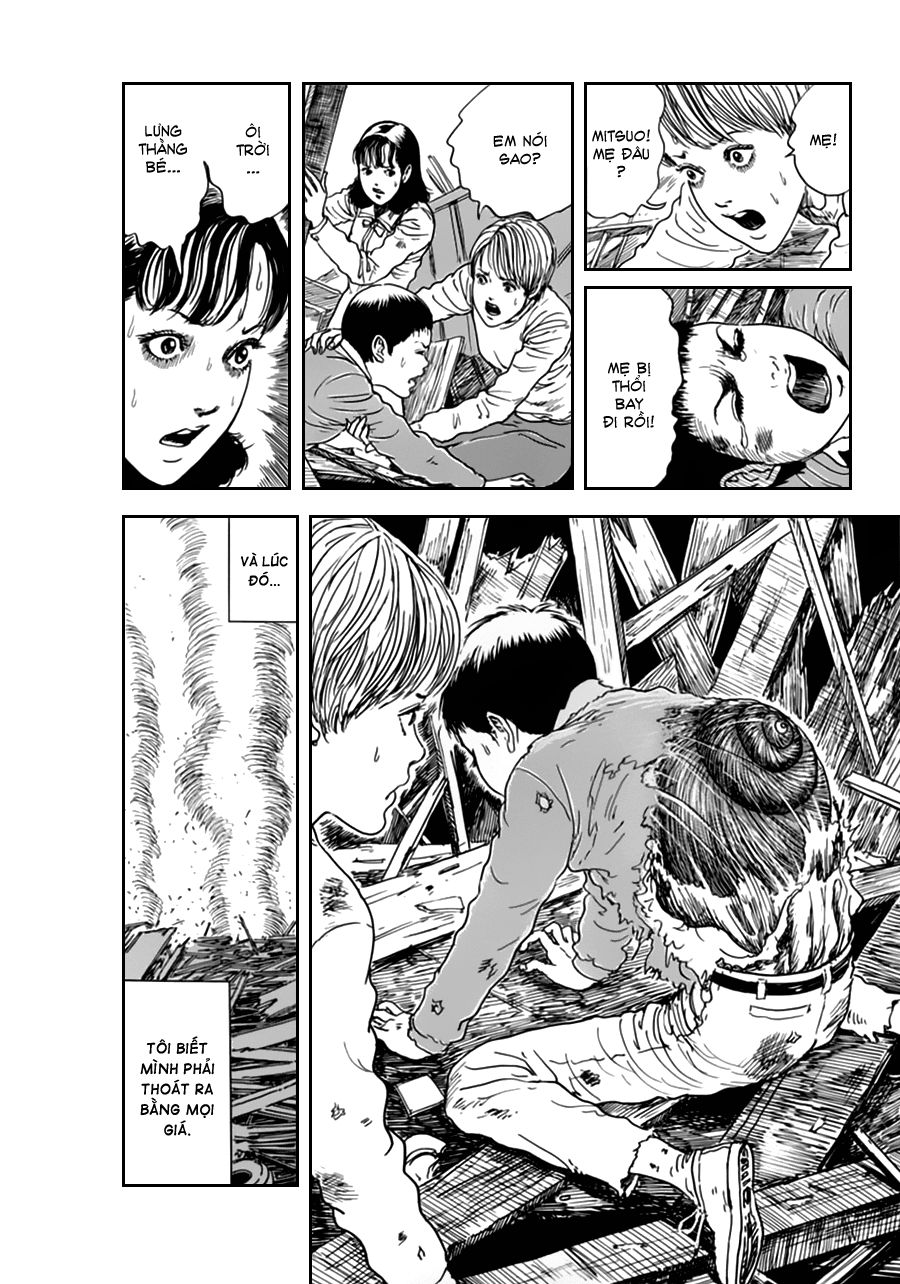 MẸ!
MITSUO!
MẸ ĐÂU
?
MẸ BỊ
THỔI
BAY
ĐI RỒI!
EM NÓI
SAO?
ÔI
TRỜI
...
LƯNG
THẰNG
BÉ...
VÀ LÚC
ĐÓ...
TÔI BIẾT
MÌNH PHẢI
THOÁT RA
BẰNG MỌI
GIÁ.